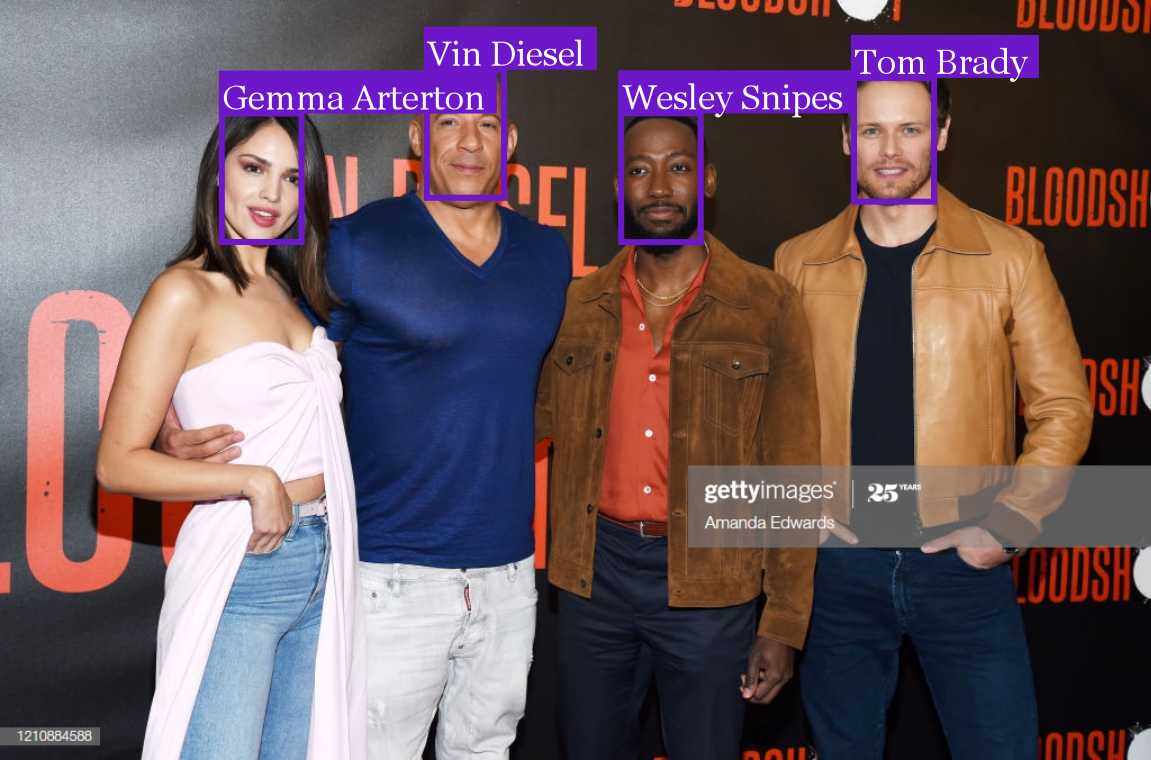 BLOODSHOT
BLOODSH
Vin Diesel
Tom Brady
Gemma Arterton
Wesley Snipes
BLOODSH
gettyimages®
25 YEARS
Amanda Edwards
BLOODSH
1210884588